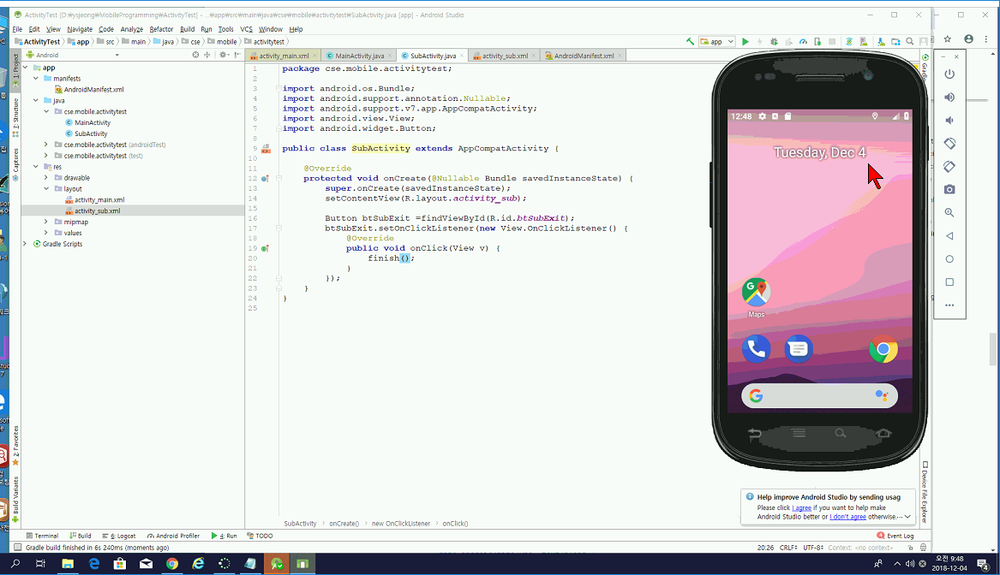 ActivityTest [D:\ysjeong\MobileProgramming\ActivityTest] - ...\app\src\main\java\cse\mobile\activitytest\SubActivity.java [app] - Android Studio
File Edit View Navigate Code Analyze Refactor Build Run Tools VCS Window Help
ActivityTest app src main java cse mobile activitytest
app
Android
activity_main.xml MainActivity.java SubActivity.java activity_sub.xml AndroidManifest.xml
1: Project
Z: Structure
Captures
2: Favorites
Build Variants
app
manifests
AndroidManifest.xml
java
cse.mobile.activitytest
MainActivity
SubActivity
cse.mobile.activitytest (androidTest)
cse.mobile.activitytest (test)
res
drawable
layout
activity_main.xml
activity_sub.xml
mipmap
values
Gradle Scripts
1 package cse.mobile.activitytest;
2
3 import android.os.Bundle;
4 import android.support.annotation.Nullable;
5 import android.support.v7.app.AppCompatActivity;
6 import android.view.View;
7 import android.widget.Button;
8
9 public class SubActivity extends AppCompatActivity {
10
11 @Override
12 protected void onCreate(@Nullable Bundle savedInstanceState) {
13 super.onCreate(savedInstanceState);
14 setContentView(R.layout.activity_sub);
15
16 Button btSubExit =findViewById(R.id.btSubExit);
17 btSubExit.setOnClickListener(new View.OnClickListener() {
18 @Override
19 public void onClick(View v) {
20 finish();
21 }
22 });
23 }
24 }
25
SubActivity onCreate() new OnClickListener onClick()
Gradle
Device File Explorer
12:48
Tuesday, Dec 4
Maps
Help improve Android Studio by sending usag
Please click I agree if you want to help make
Android Studio better or I don't agree otherwise....
Terminal Build 6: Logcat Android Profiler 4: Run TODO
4 Event Log
Gradle build finished in 6s 240ms (moments ago)
20:26 CRLF÷ UTF-8÷ Context: <no context>
오전 9:48
2018-12-04
4